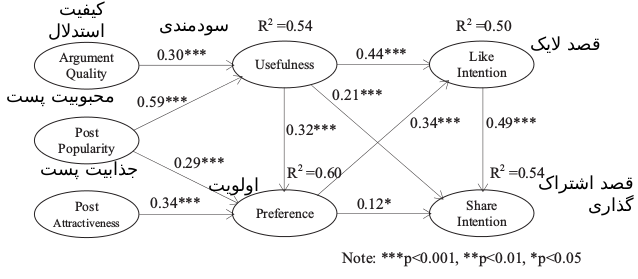 کیفیت
استدلال
سودمندی
R² =0.54
R² =0.50
قصد لایک
Argument
Quality
0.30***
Usefulness
0.44***
Like
Intention
محبوبیت پست
0.59***
0.21***
Post
Popularity
0.32***
0.34***
0.49***
جذابیت پست
0.29***
اولویت
R² =0.60
R² =0.54
قصد اشتراک
گذاری
Post
Attractiveness
0.34***
Preference
0.12*
Share
Intention
Note: ***p<0.001, **p<0.01, *p<0.05